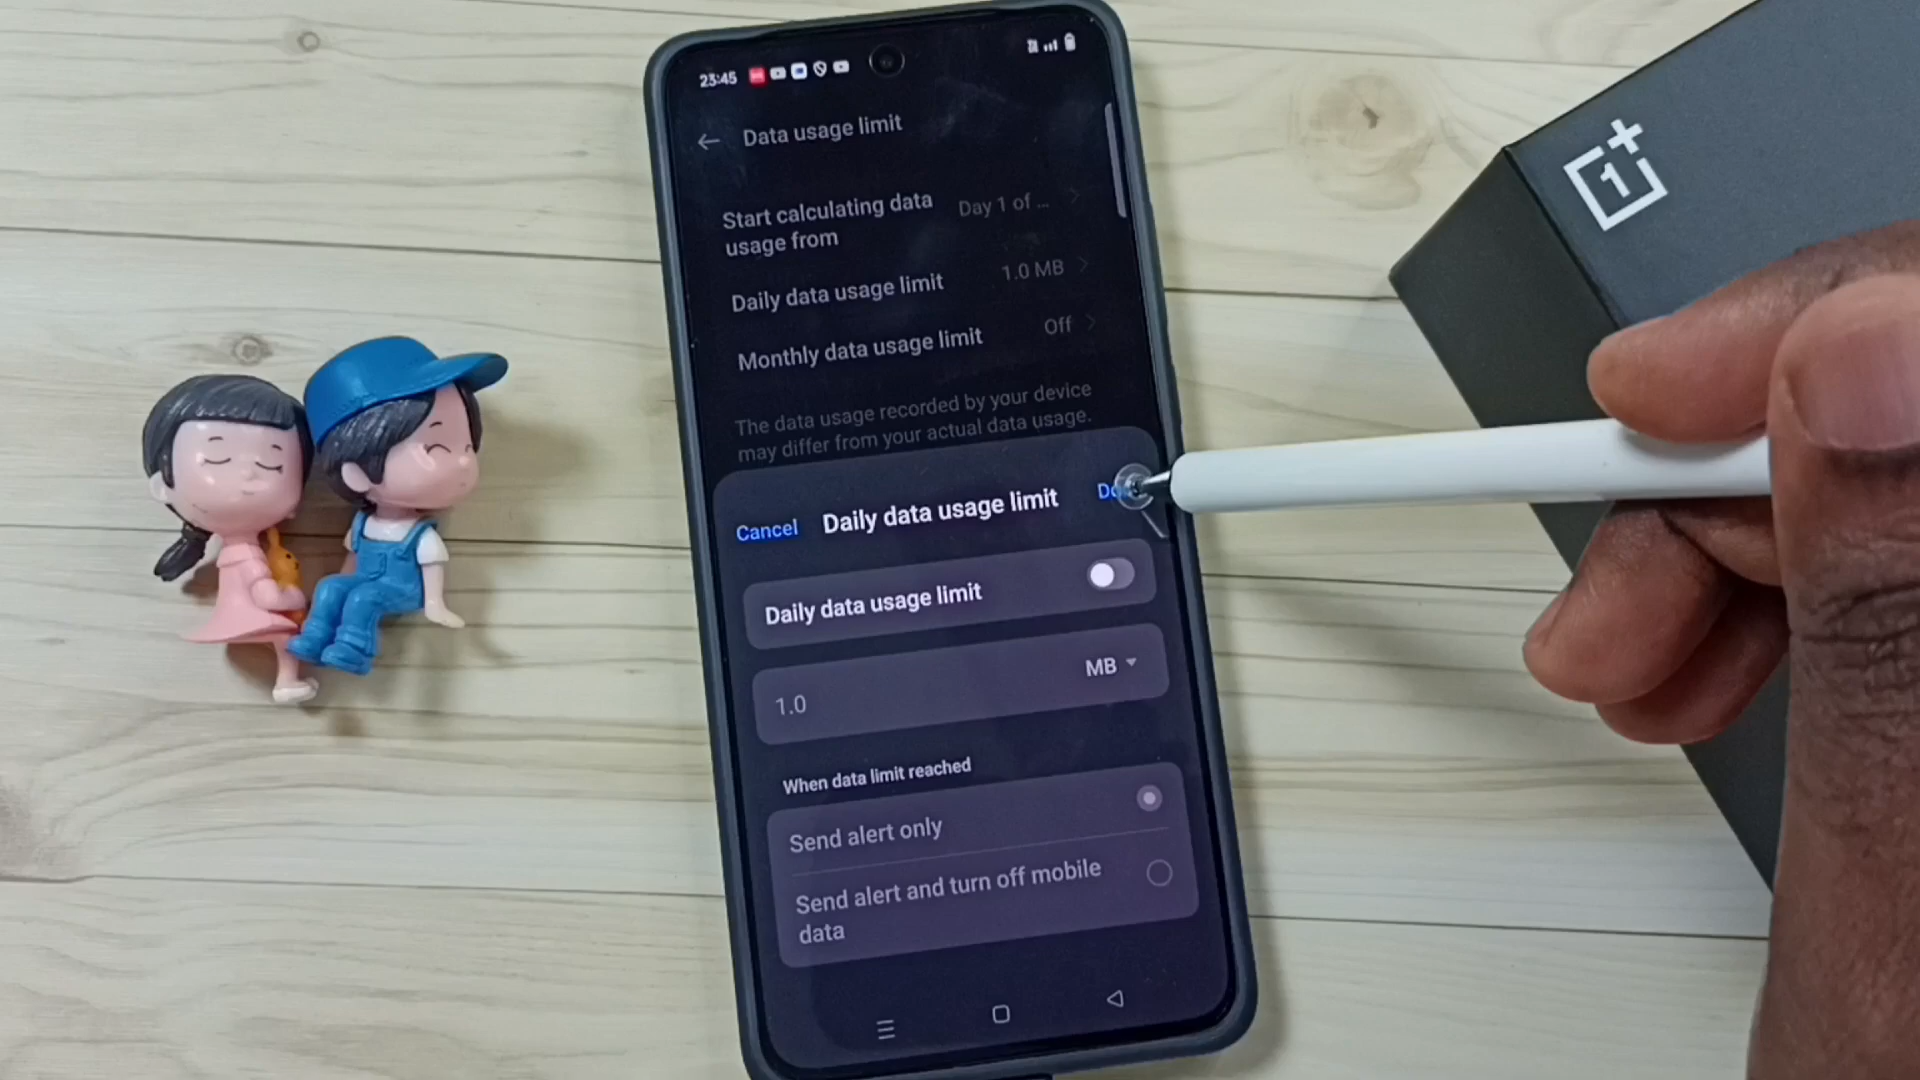 23:45
Data usage limit
Start calculating data
usage from
Day 1 of ...
Daily data usage limit
1.0 MB
Monthly data usage limit
Off
The data usage recorded by your device
may differ from your actual data usage.
Cancel
Daily data usage limit
Daily data usage limit
1.0
MB
When data limit reached
Send alert only
Send alert and turn off mobile
data
1+